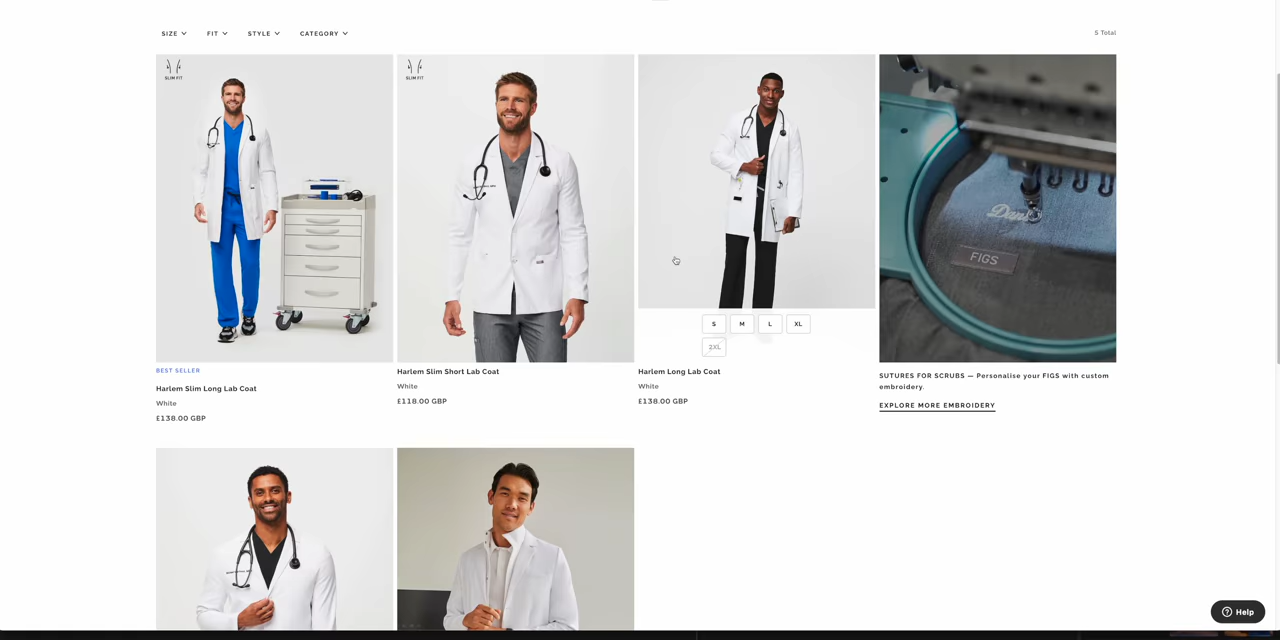 SIZE
FIT
STYLE
CATEGORY
5 Total
SLIM FIT
SLIM FIT
Dani
FIGS
S
M
L
XL
2XL
BEST SELLER
Harlem Slim Long Lab Coat
White
£138.00 GBP
Harlem Slim Short Lab Coat
White
£118.00 GBP
Harlem Long Lab Coat
White
£138.00 GBP
SUTURES FOR SCRUBS — Personalise your FIGS with custom
embroidery.
EXPLORE MORE EMBROIDERY
Help